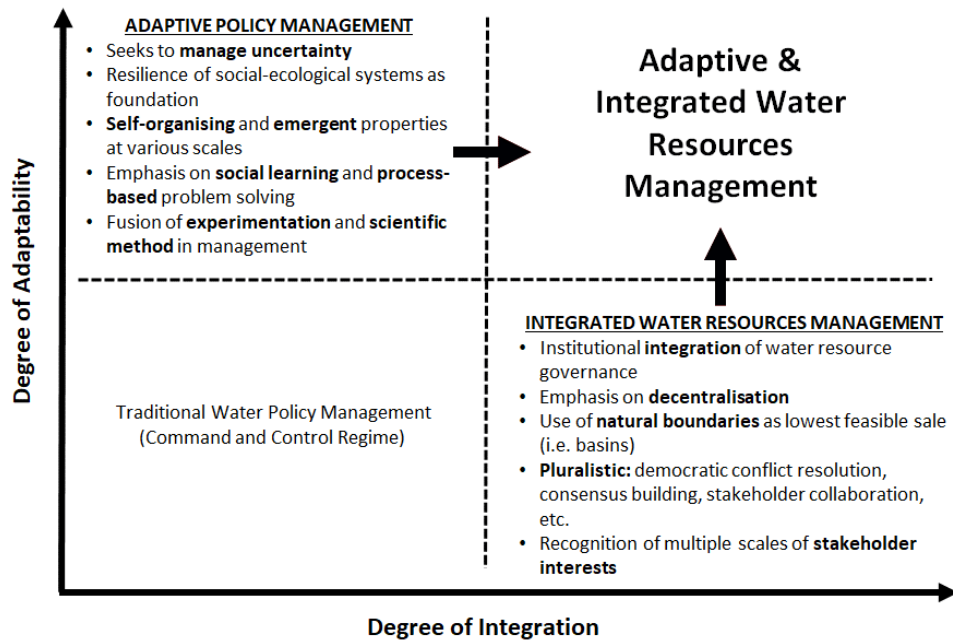 ADAPTIVE POLICY MANAGEMENT
• Seeks to manage uncertainty
• Resilience of social-ecological systems as
foundation
• Self-organising and emergent properties
at various scales
• Emphasis on social learning and process-
based problem solving
• Fusion of experimentation and scientific
method in management
Adaptive &
Integrated Water
Resources
Management
Degree of Adaptability
Traditional Water Policy Management
(Command and Control Regime)
INTEGRATED WATER RESOURCES MANAGEMENT
• Institutional integration of water resource
governance
• Emphasis on decentralisation
• Use of natural boundaries as lowest feasible sale
(i.e. basins)
• Pluralistic: democratic conflict resolution,
consensus building, stakeholder collaboration,
etc.
• Recognition of multiple scales of stakeholder
interests
Degree of Integration